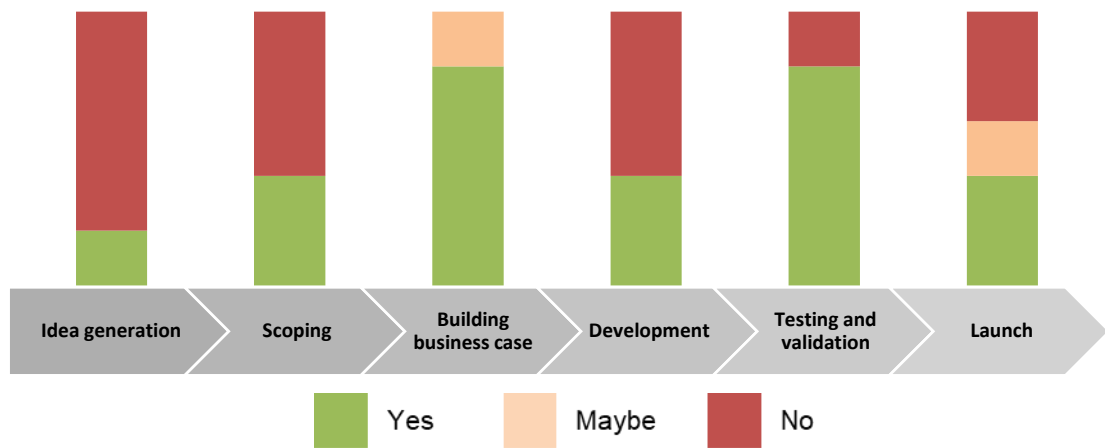 Idea generation
Scoping
Building
business case
Development
Testing and
validation
Launch
Yes
Maybe
No